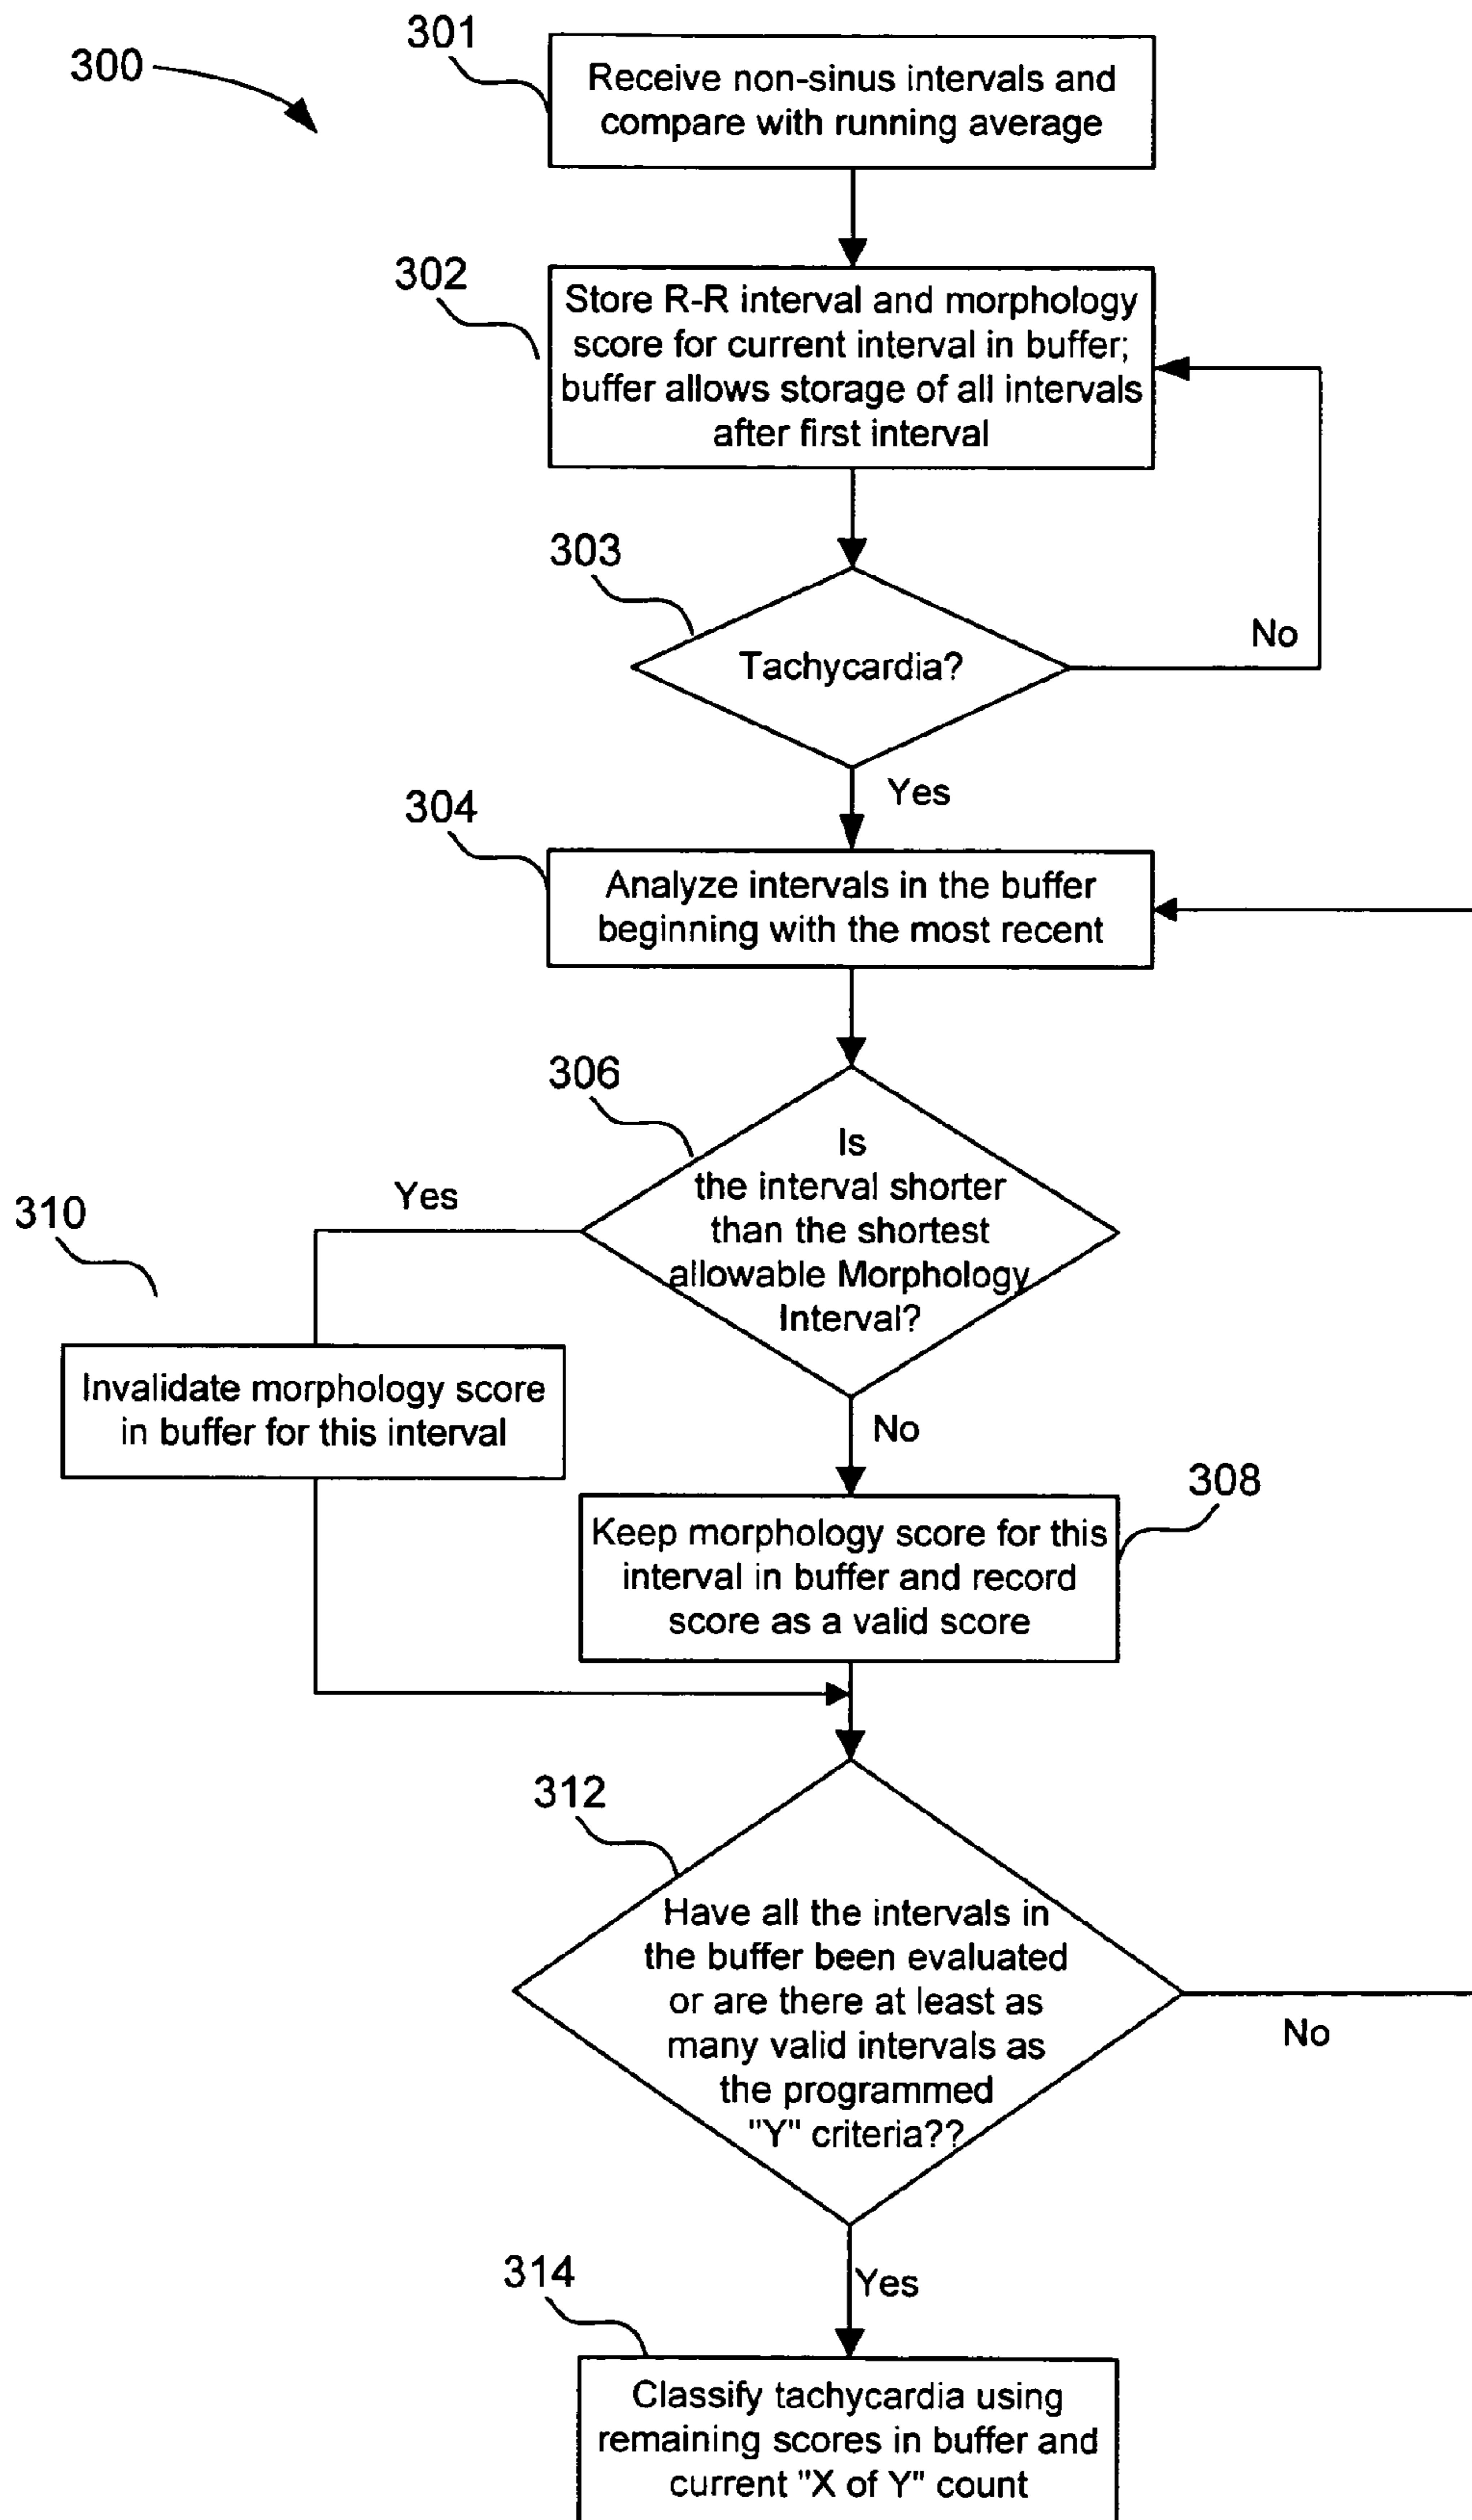 300
301
Receive non-sinus intervals and
compare with running average
302
Store R-R interval and morphology
score for current interval in buffer;
buffer allows storage of all intervals
after first interval
303
Tachycardia?
No
Yes
304
Analyze intervals in the buffer
beginning with the most recent
306
Is
the interval shorter
than the shortest
allowable Morphology
Interval?
Yes
310
Invalidate morphology score
in buffer for this interval
No
308
Keep morphology score for this
interval in buffer and record
score as a valid score
312
Have all the intervals in
the buffer been evaluated
or are there at least as
many valid intervals as
the programmed
"Y" criteria??
No
Yes
314
Classify tachycardia using
remaining scores in buffer and
current "X of Y" count